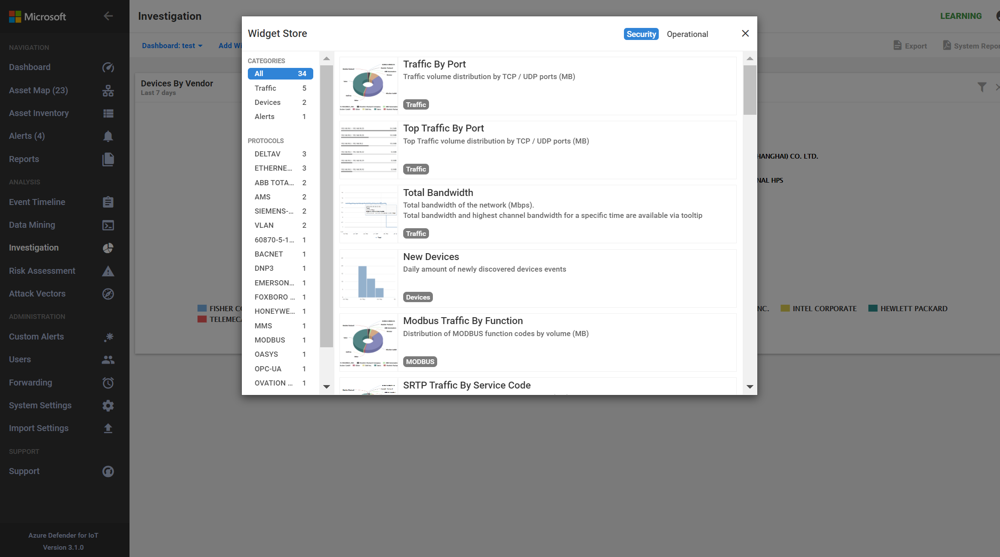 Microsoft
NAVIGATION
Dashboard
Asset Map (23)
Asset Inventory
Alerts (4)
Reports
ANALYSIS
Event Timeline
Data Mining
Investigation
Risk Assessment
Attack Vectors
ADMINISTRATION
Custom Alerts
Users
Forwarding
System Settings
Import Settings
SUPPORT
Support
Azure Defender for IoT
Version 3.1.0
Investigation
LEARNING
Dashboard: test
Add Wi
Export
System Repor
Devices By Vendor
Last 7 days
HANGHAI) CO. LTD.
NAL HPS
FISHER CO
NC.
INTEL CORPORATE
HEWLETT PACKARD
TELEMECA
Widget Store
Security
Operational
CATEGORIES
All 34
Traffic 5
Devices 2
Alerts 1
PROTOCOLS
DELTAV 3
ETHERNE... 3
ABB TOTA... 2
AMS 2
SIEMENS-... 2
VLAN 2
60870-5-1... 1
BACNET 1
DNP3 1
EMERSON... 1
FOXBORO ... 1
HONEYWE... 1
MMS 1
MODBUS 1
OASYS 1
OPC-UA 1
OVATION ... 1
Traffic By Port
Traffic volume distribution by TCP / UDP ports (MB)
Traffic
Top Traffic By Port
Top Traffic volume distribution by TCP / UDP ports (MB)
Traffic
Total Bandwidth
Total bandwidth of the network (Mbps).
Total bandwidth and highest channel bandwidth for a specific time are available via tooltip
Traffic
New Devices
Daily amount of newly discovered devices events
Devices
Modbus Traffic By Function
Distribution of MODBUS function codes by volume (MB)
MODBUS
SRTP Traffic By Service Code